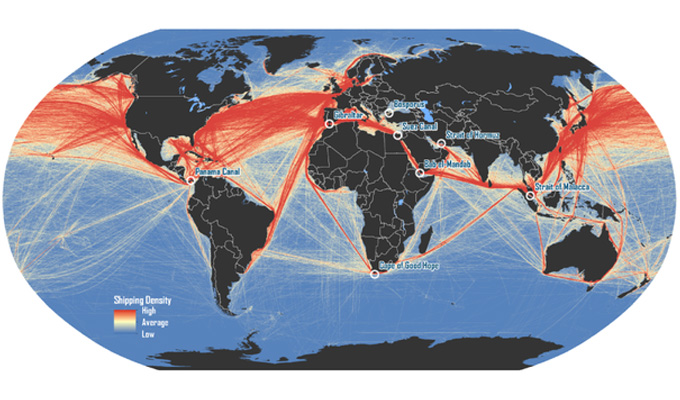 Bosporus
Gibraltar
Suez Canal
Strait of Hormuz
Bab el-Mandab
Panama Canal
Strait of Malacca
Cape of Good Hope
Shipping Density
High
Average
Low